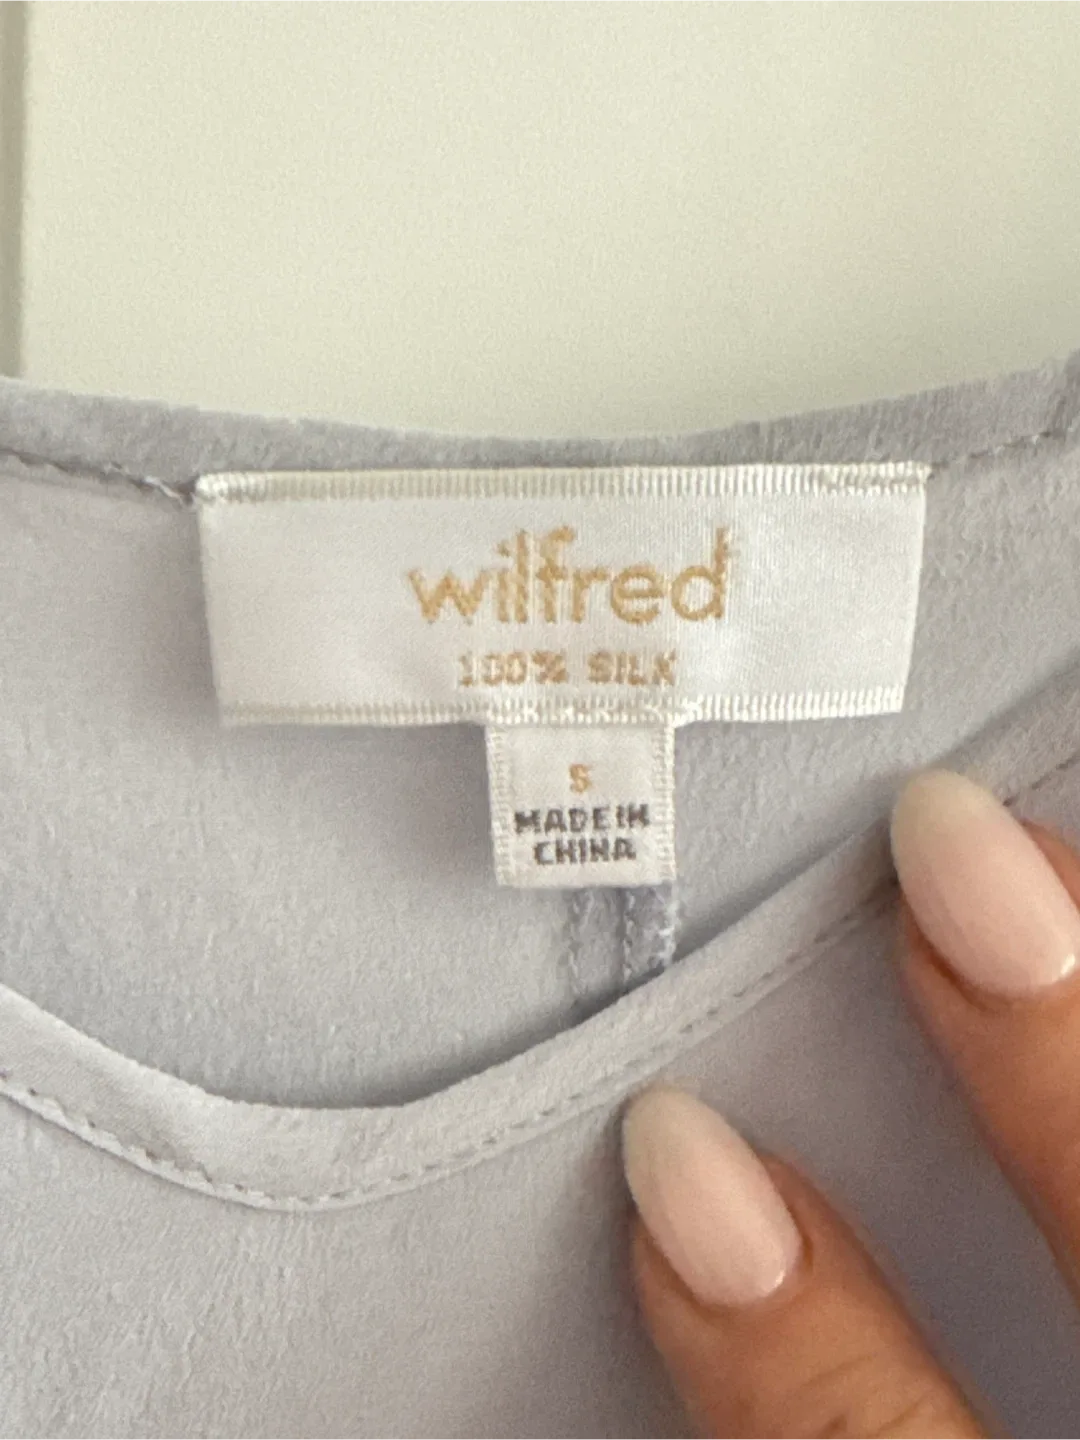 wilfred
100% SILK
S
MADE IN
CHINA